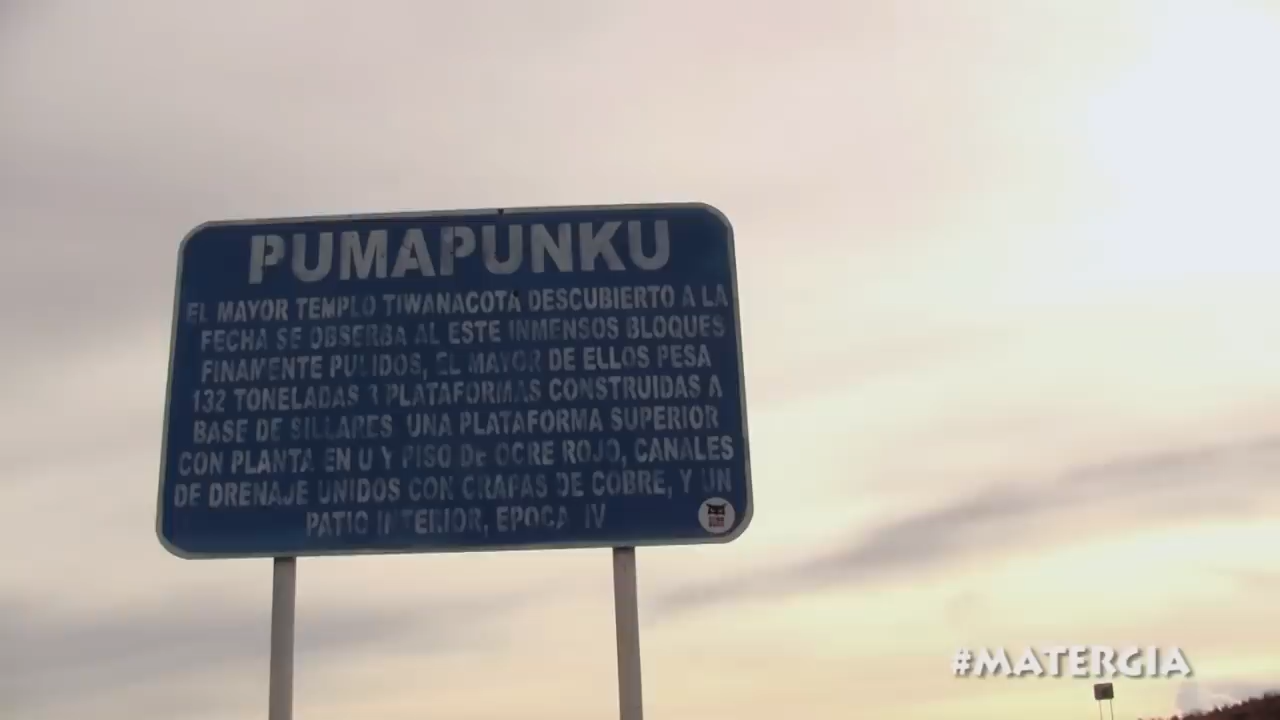 PUMAPUNKU
EL MAYOR TEMPLO TIWANACOTA DESCUBIERTO A LA
FECHA SE OBSERBA AL ESTE INMENSOS BLOQUES
FINAMENTE PULIDOS, EL MAYOR DE ELLOS PESA
132 TONELADAS 3 PLATAFORMAS CONSTRUIDAS A
BASE DE SILLARES UNA PLATAFORMA SUPERIOR
CON PLANTA EN U Y PISO DE OCRE ROJO, CANALES
DE DRENAJE UNIDOS CON GRAPAS DE COBRE, Y UN
PATIO INTERIOR, EPOCA IV
#MATERGIA